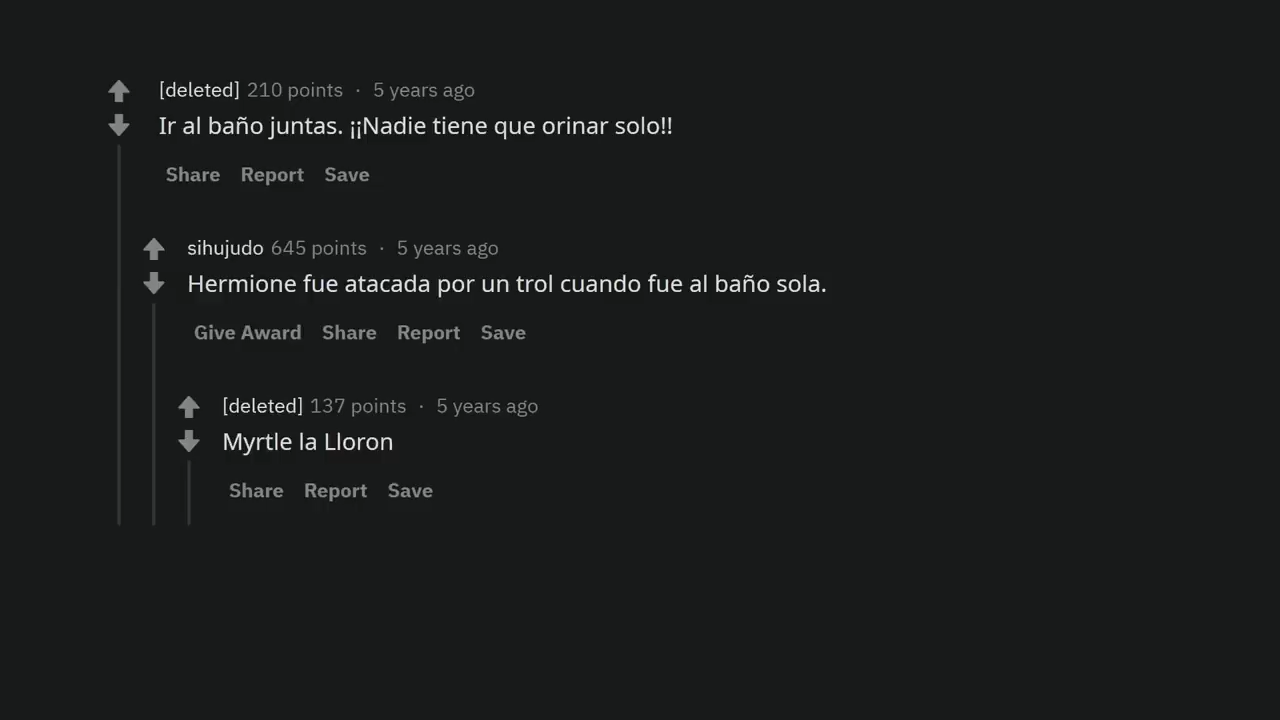 [deleted] 210 points · 5 years ago
Ir al baño juntas. ¡¡Nadie tiene que orinar solo!!
Share Report Save
sihujudo 645 points · 5 years ago
Hermione fue atacada por un trol cuando fue al baño sola.
Give Award Share Report Save
[deleted] 137 points · 5 years ago
Myrtle la Lloron
Share Report Save